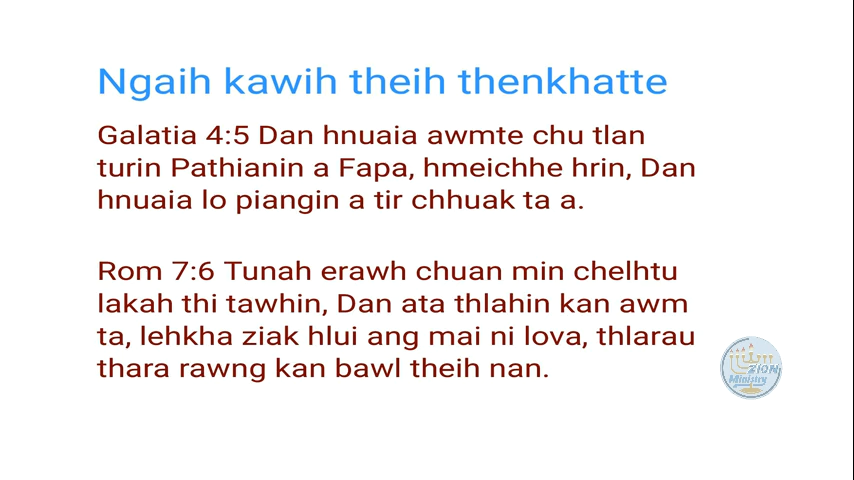 Ngaih kawih theih thenkhatte
Galatia 4:5 Dan hnuaia awmte chu tlan
turin Pathianin a Fapa, hmeichhe hrin, Dan
hnuaia lo piangin a tir chhuak ta a.
Rom 7:6 Tunah erawh chuan min chelhtu
lakah thi tawhin, Dan ata thlahin kan awm
ta, lehkha ziak hlui ang mai ni lova, thlarau
thara rawng kan bawl theih nan.
ZION
Ministry